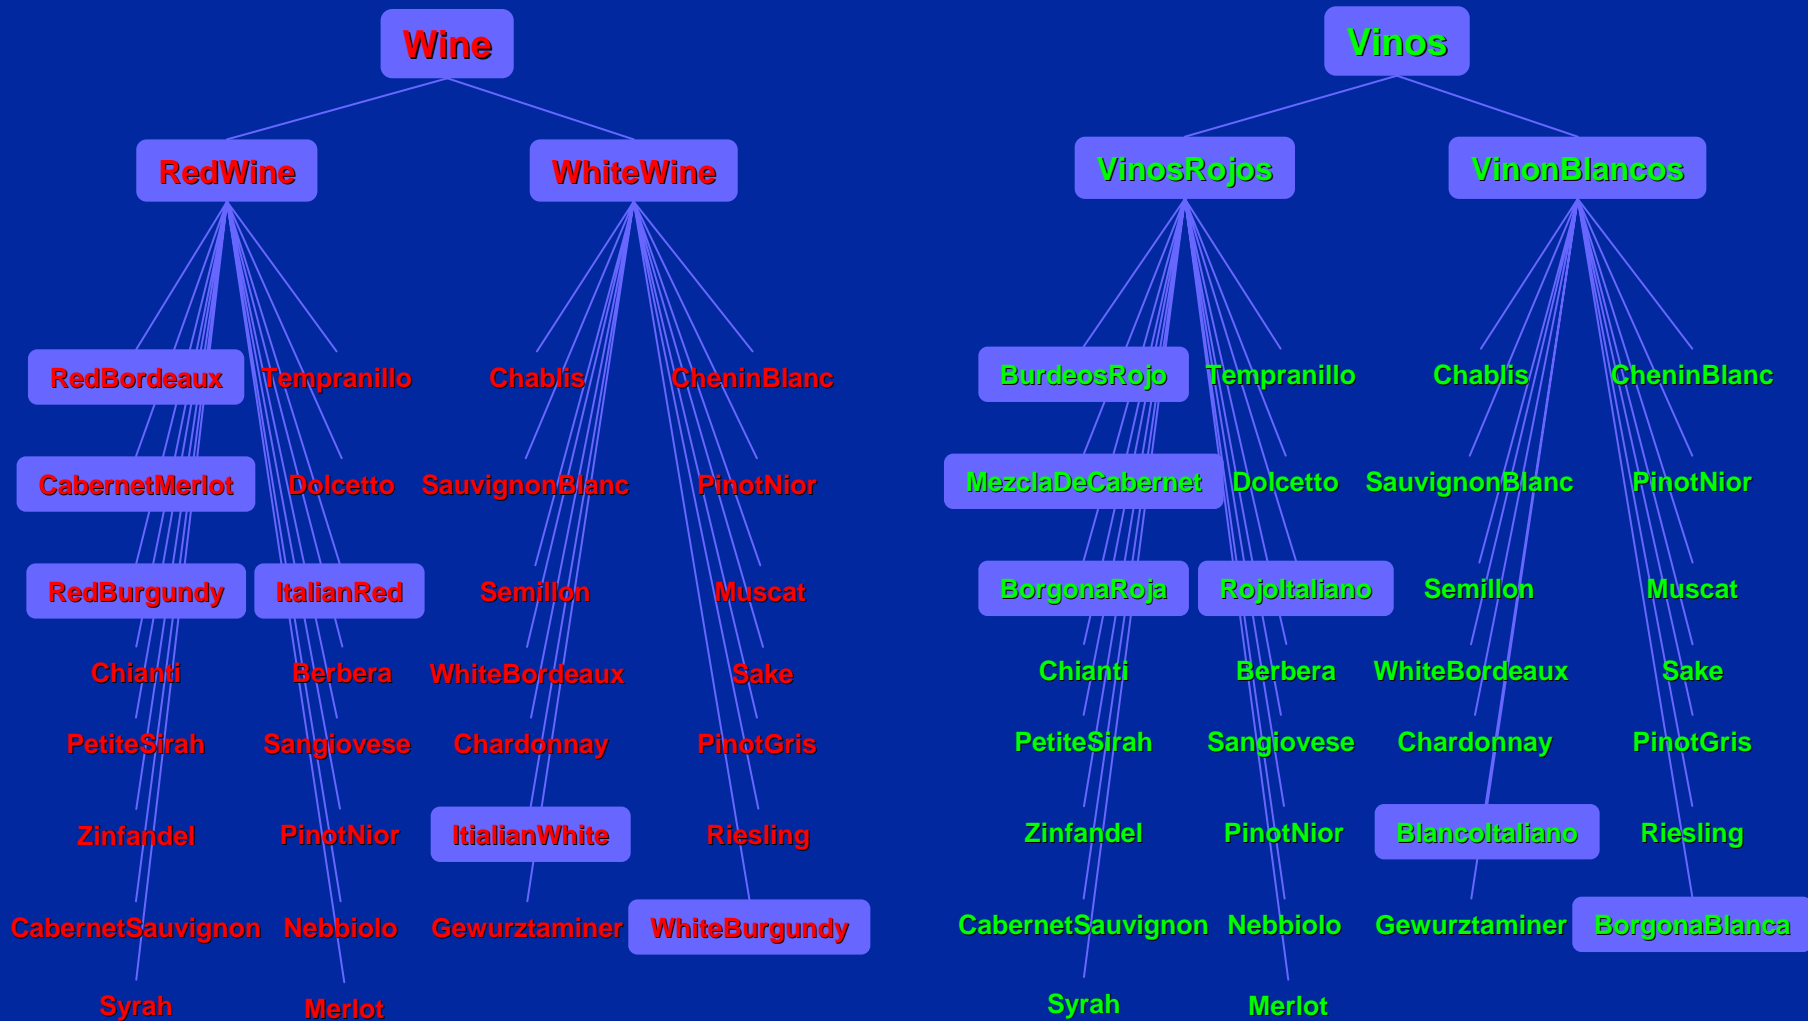 Wine
RedWine WhiteWine
RedBordeaux Tempranillo Chablis CheninBlanc
CabernetMerlot Dolcetto SauvignonBlanc PinotNior
RedBurgundy ItalianRed Semillon Muscat
Chianti Berbera WhiteBordeaux Sake
PetiteSirah Sangiovese Chardonnay PinotGris
Zinfandel PinotNior ItialianWhite Riesling
CabernetSauvignon Nebbiolo Gewurztaminer WhiteBurgundy
Syrah Merlot
Vinos
VinosRojos VinonBlancos
BurdeosRojo Tempranillo Chablis CheninBlanc
MezclaDeCabernet Dolcetto SauvignonBlanc PinotNior
BorgonaRoja RojoItaliano Semillon Muscat
Chianti Berbera WhiteBordeaux Sake
PetiteSirah Sangiovese Chardonnay PinotGris
Zinfandel PinotNior BlancoItaliano Riesling
CabernetSauvignon Nebbiolo Gewurztaminer BorgonaBlanca
Syrah Merlot